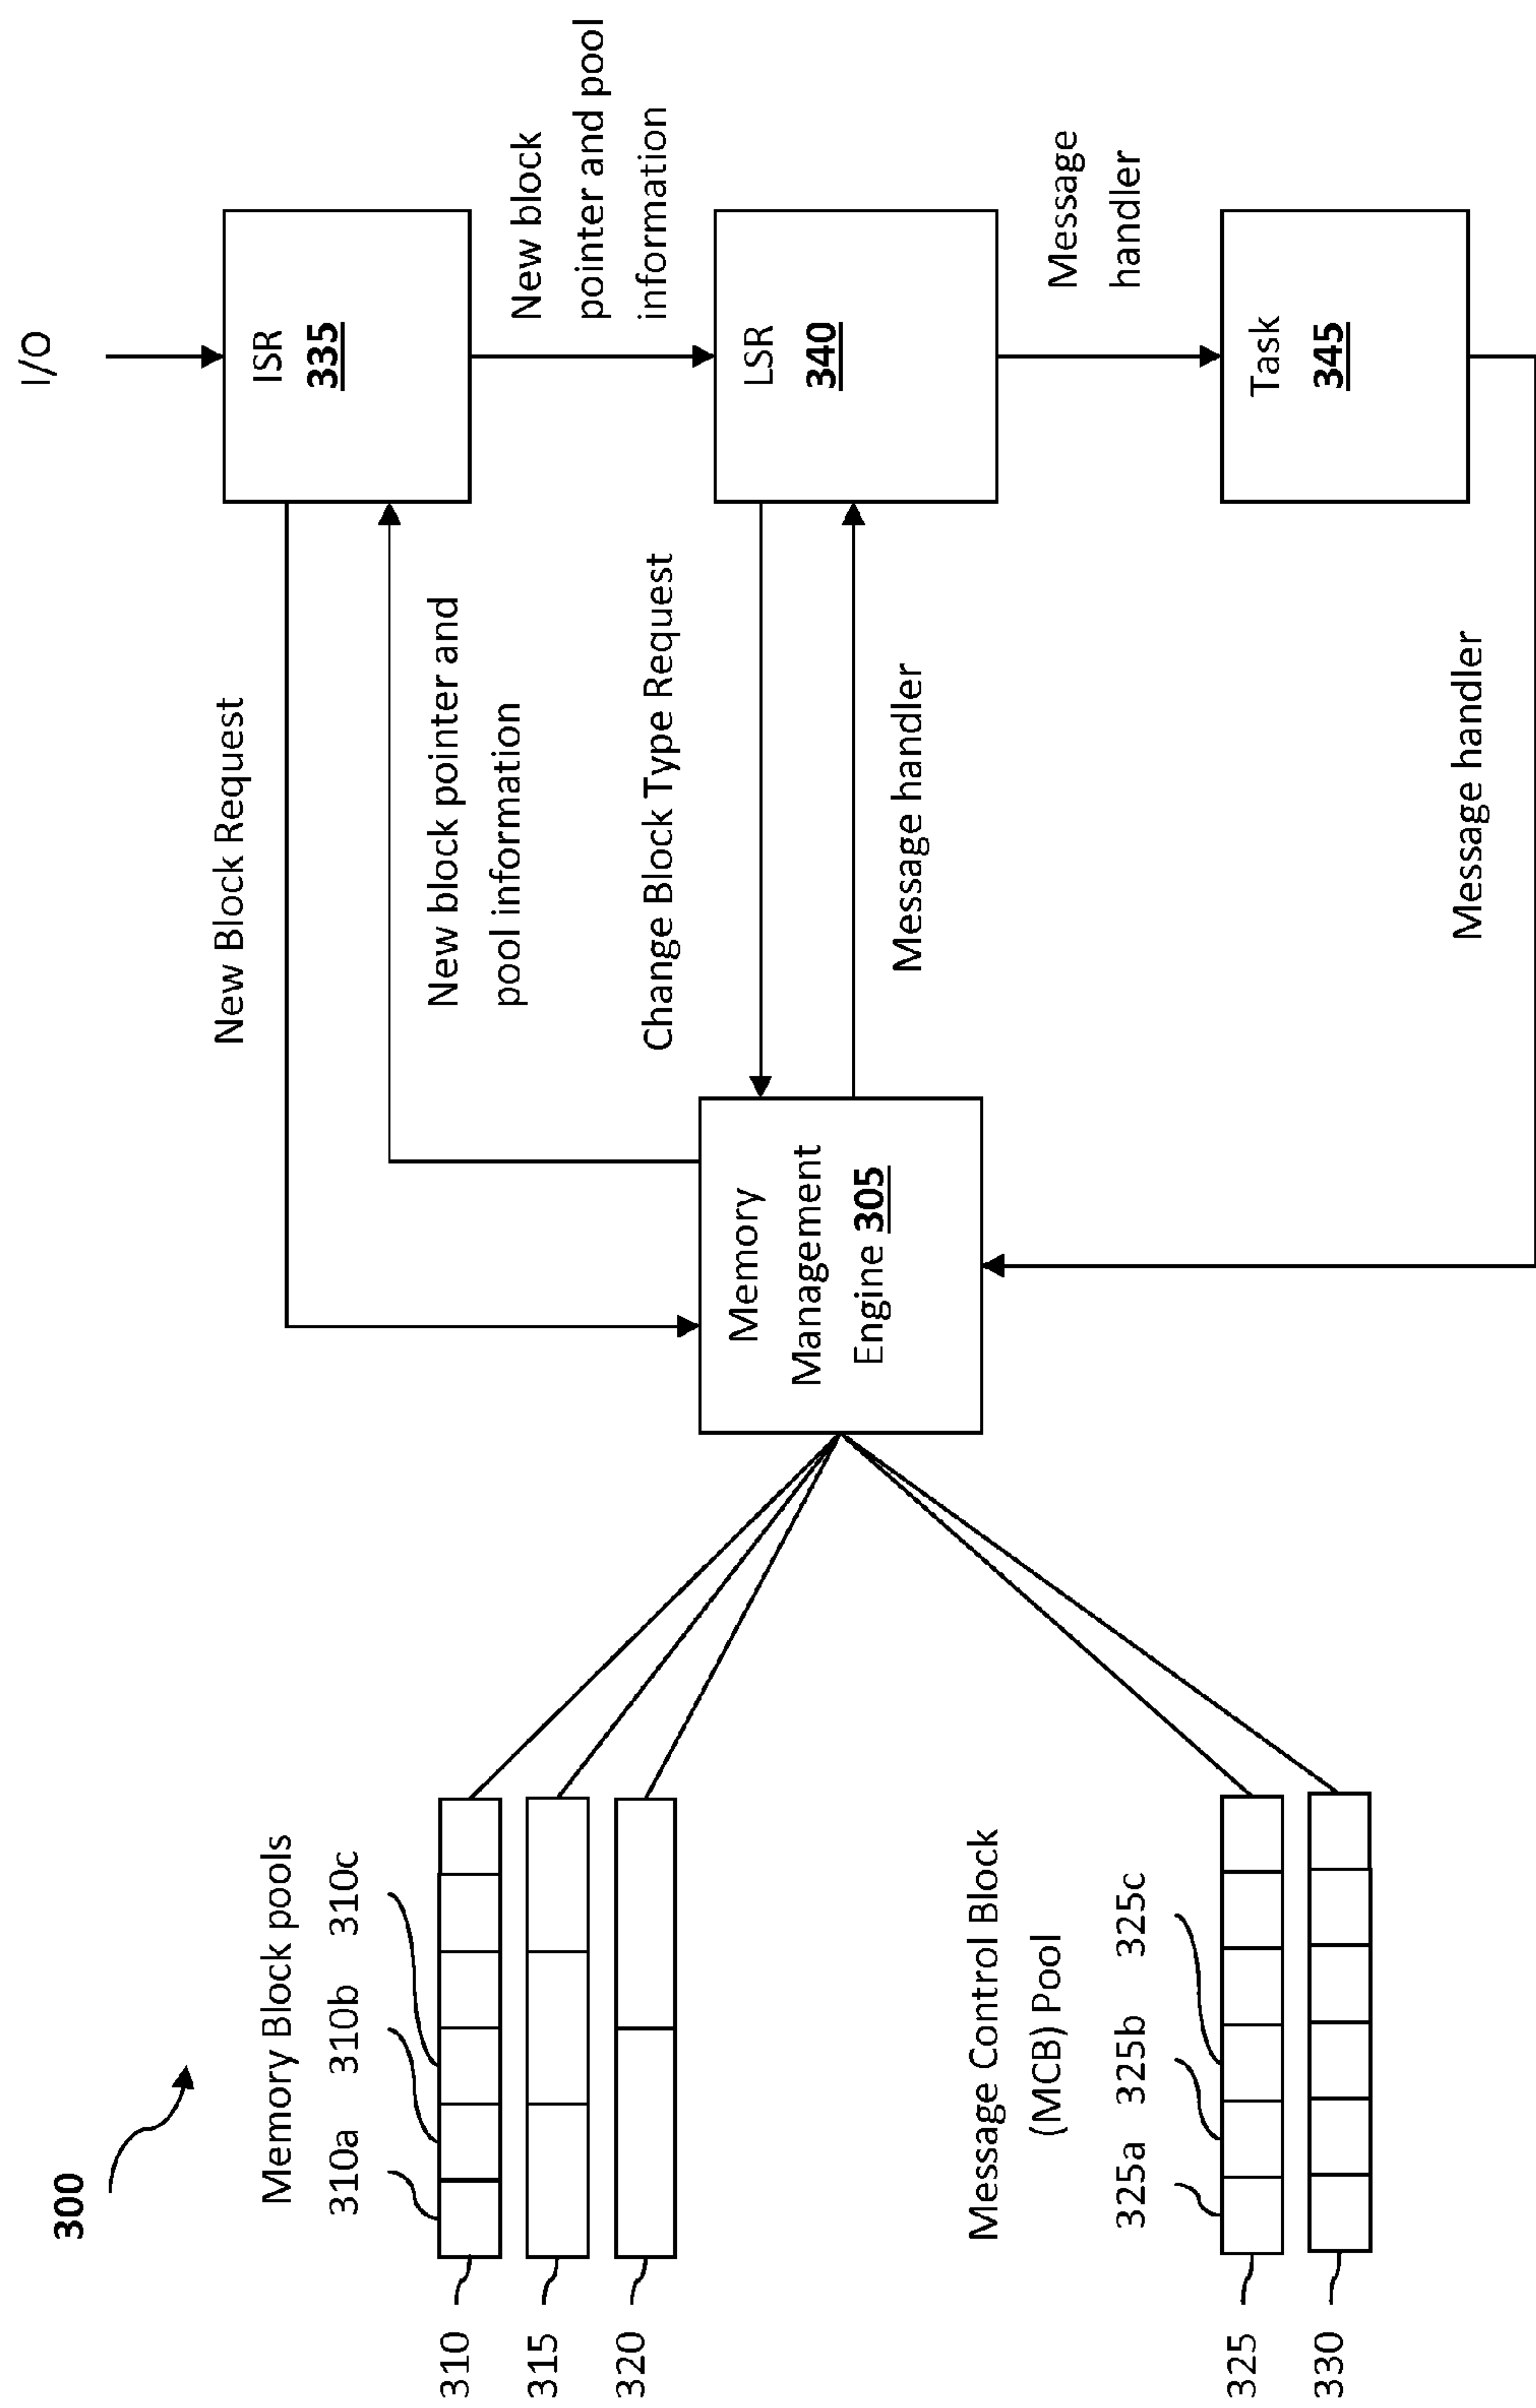 300
Memory Block pools
310a 310b 310c
310
315
320
Message Control Block
(MCB) Pool
325a 325b 325c
325
330
Memory
Management
Engine 305
New Block Request
New block pointer and
pool information
Change Block Type Request
Message handler
Message handler
I/O
ISR
335
New block
pointer and pool
information
LSR
340
Message
handler
Task
345